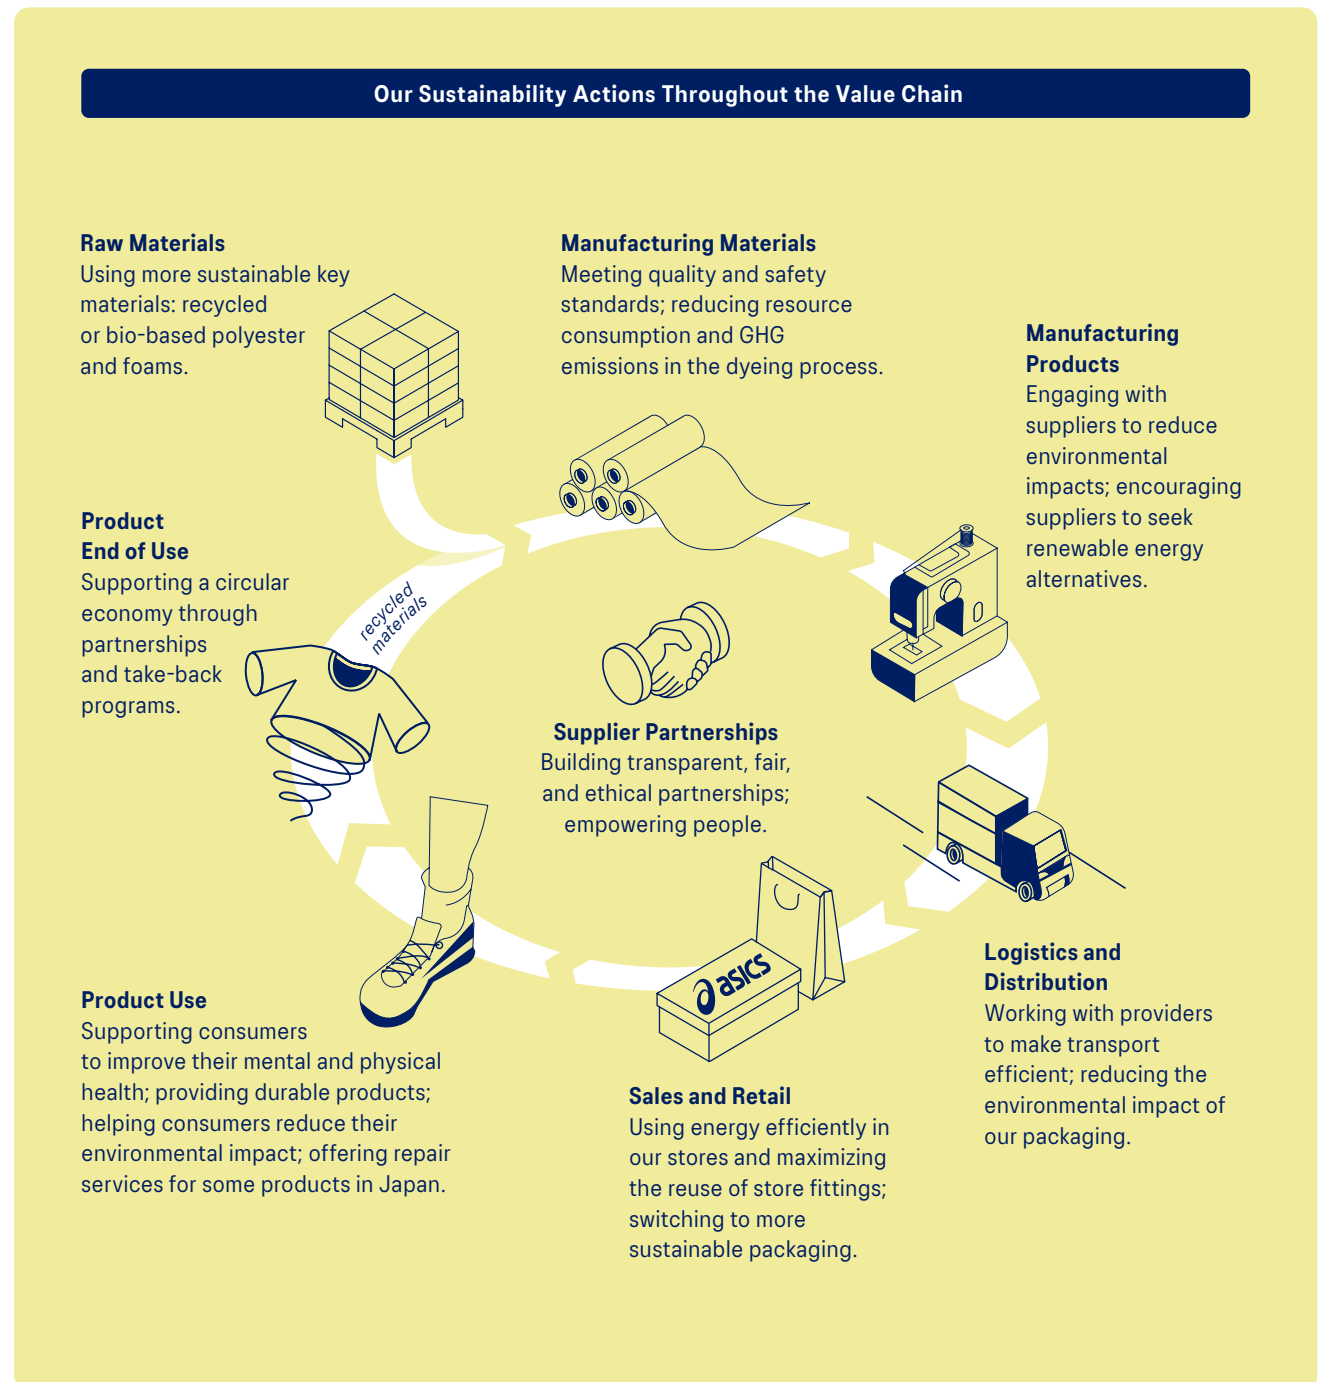 Our Sustainability Actions Throughout the Value Chain
Raw Materials
Using more sustainable key
materials: recycled
or bio-based polyester
and foams.
Manufacturing Materials
Meeting quality and safety
standards; reducing resource
consumption and GHG
emissions in the dyeing process.
Manufacturing
Products
Engaging with
suppliers to reduce
environmental
impacts; encouraging
suppliers to seek
renewable energy
alternatives.
Product
End of Use
Supporting a circular
economy through
partnerships
and take-back
programs.
recycled
materials
Supplier Partnerships
Building transparent, fair,
and ethical partnerships;
empowering people.
Logistics and
Distribution
Working with providers
to make transport
efficient; reducing the
environmental impact of
our packaging.
asics
Sales and Retail
Using energy efficiently in
our stores and maximizing
the reuse of store fittings;
switching to more
sustainable packaging.
Product Use
Supporting consumers
to improve their mental and physical
health; providing durable products;
helping consumers reduce their
environmental impact; offering repair
services for some products in Japan.